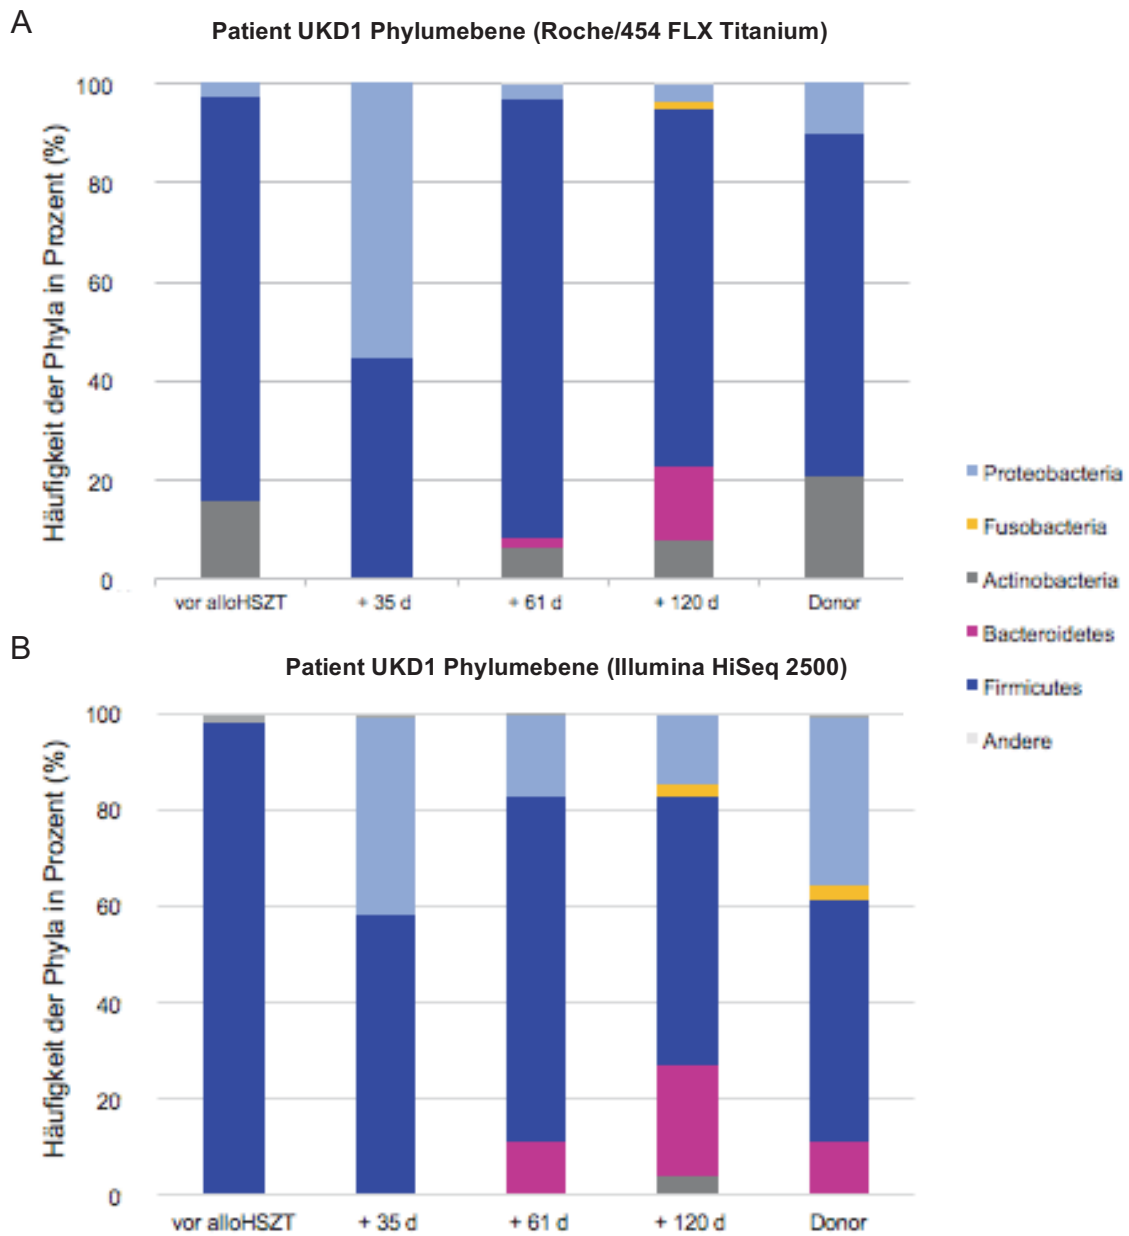 A
Patient UKD1 Phylumebene (Roche/454 FLX Titanium)
Häufigkeit der Phyla in Prozent (%)
100
80
60
40
20
0
vor alloHSZT + 35 d + 61 d + 120 d Donor
Proteobacteria
Fusobacteria
Actinobacteria
Bacteroidetes
Firmicutes
Andere
B
Patient UKD1 Phylumebene (Illumina HiSeq 2500)
Häufigkeit der Phyla in Prozent (%)
100
80
60
40
20
0
vor alloHSZT + 35 d + 61 d + 120 d Donor